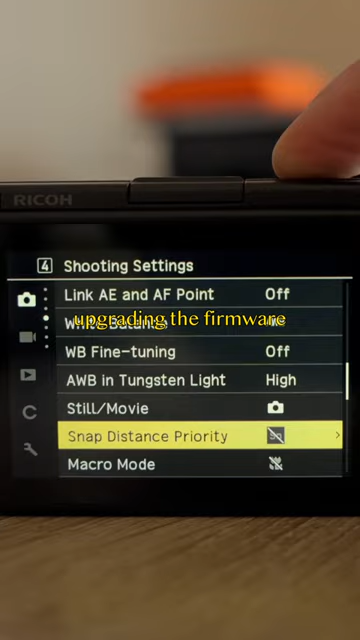 RICOH
4 Shooting Settings
Link AE and AF Point Off
upgrading the firmware
WB Fine-tuning Off
AWB in Tungsten Light High
Still/Movie
Snap Distance Priority
Macro Mode
C